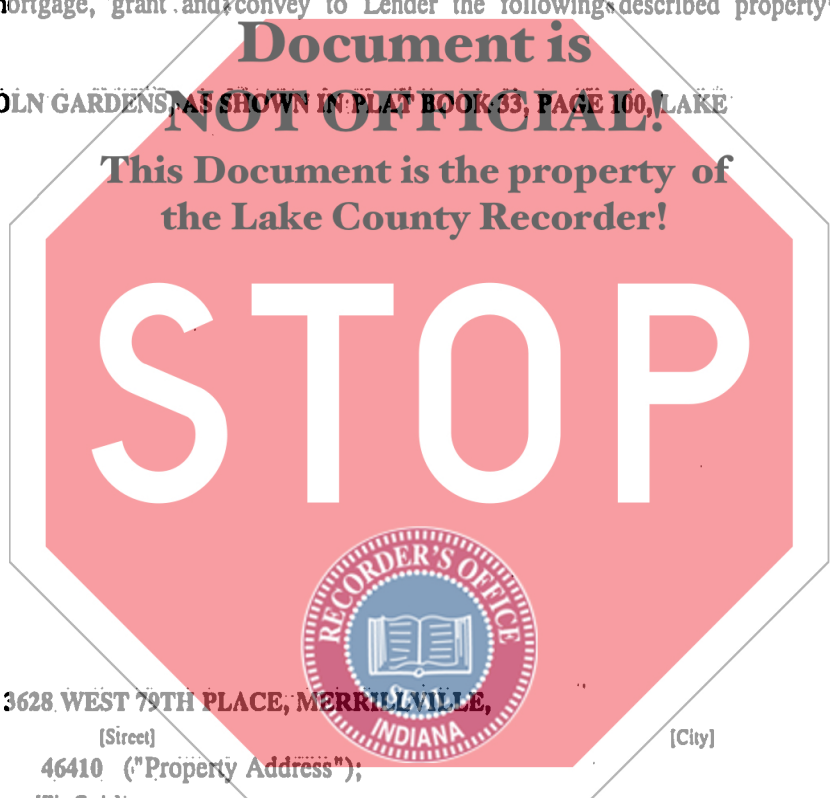 mortgage, grant and convey to Lender the following described property
Document is
OLN GARDENS, AS SHOWN IN PLAT BOOK 33, PAGE 100, LAKE
NOT OFFICIAL!
This Document is the property of
the Lake County Recorder!
STOP
RECORDER'S OFFICE
SEAL
INDIANA
3628 WEST 79TH PLACE, MERRILLVILLE,
[Street] [City]
46410 ("Property Address");